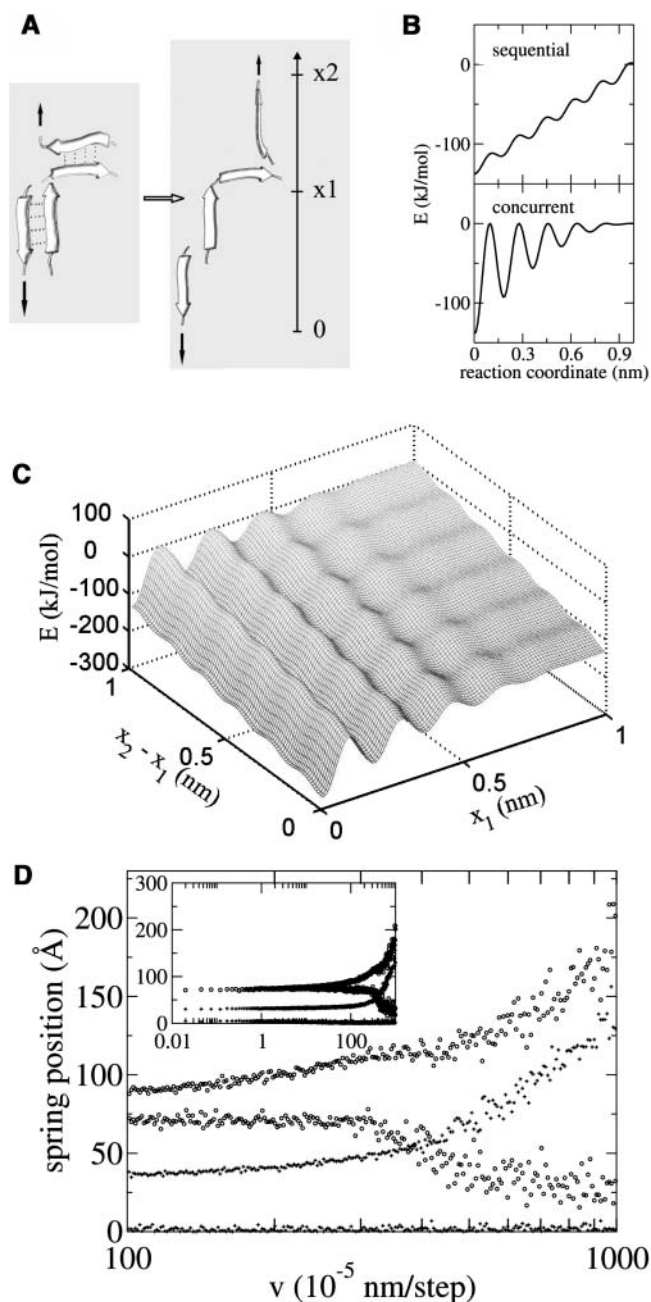 A
x2
x1
0
B
sequential
0
-100
E (kJ/mol)
concurrent
0
-100
0 0.3 0.6 0.9
reaction coordinate (nm)
C
E (kJ/mol)
100
0
-100
-200
-300
1
0.5
0
x₂ - x₁ (nm)
0
0.5
1
x₁ (nm)
D
spring position (Å)
200
150
100
50
0
300
200
100
0
0.01 1 100
100 1000
v (10⁻⁵ nm/step)